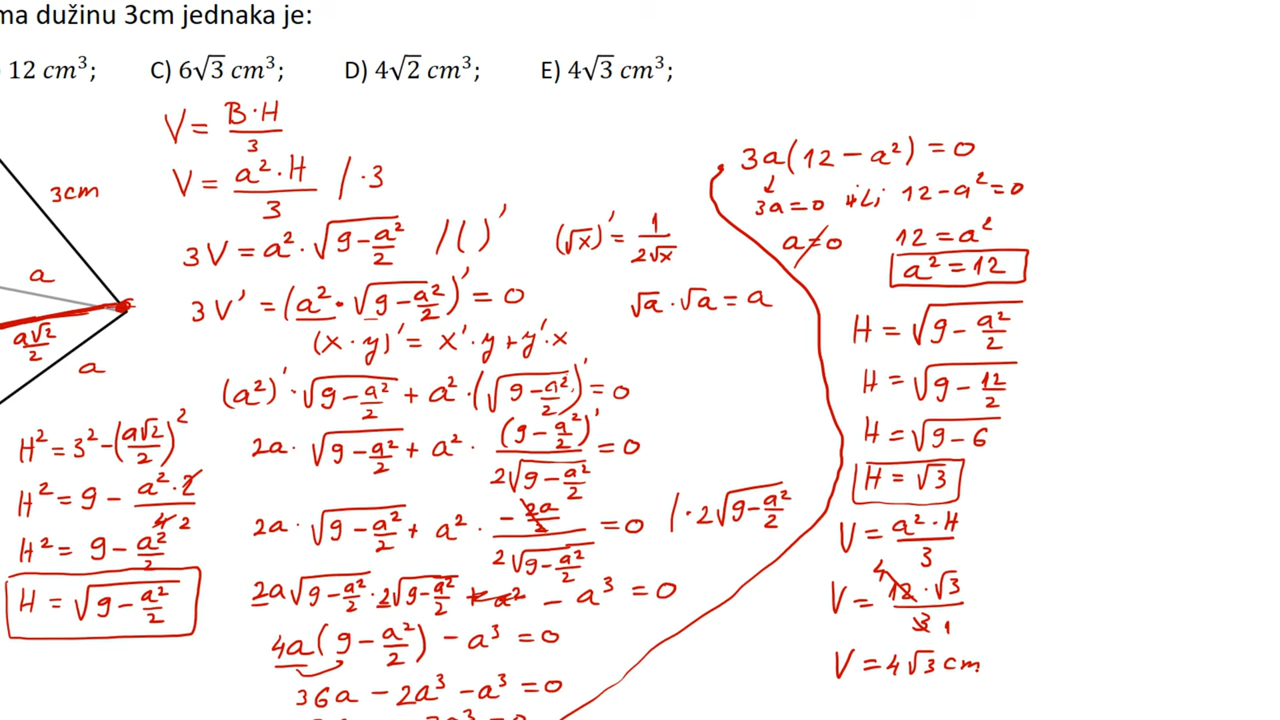 ma dužinu 3cm jednaka je:
12 cm³; C) 6√3 cm³; D) 4√2 cm³; E) 4√3 cm³;
3cm
a
a√2/2
a
H² = 3² - (a√2/2)²
H² = 9 - a²·2/4 2
H² = 9 - a²/2
H = √(9 - a²/2)
V = B·H/3
V = a²·H/3 /·3
3V = a²·√(9 - a²/2) /( )' (√x)' = 1/2√x
3V' = (a²·√(9 - a²/2))' = 0 √a·√a = a
(x·y)' = x'·y + y'·x
(a²)'·√(9 - a²/2) + a²·(√(9 - a²/2))' = 0
2a·√(9 - a²/2) + a²·(9 - a²/2)'/2√(9 - a²/2) = 0
2a·√(9 - a²/2) + a²·(-2a/2)/2√(9 - a²/2) = 0 /·2√(9 - a²/2)
2a√(9 - a²/2)·2√(9 - a²/2) - a³ = 0
4a(9 - a²/2) - a³ = 0
36a - 2a³ - a³ = 0
3a(12 - a²) = 0
3a = 0 ili 12 - a² = 0
a ≠ 0 12 = a²
a² = 12
H = √(9 - a²/2)
H = √(9 - 12/2)
H = √(9 - 6)
H = √3
V = a²·H/3
V = 4 12·√3/3 1
V = 4√3 cm